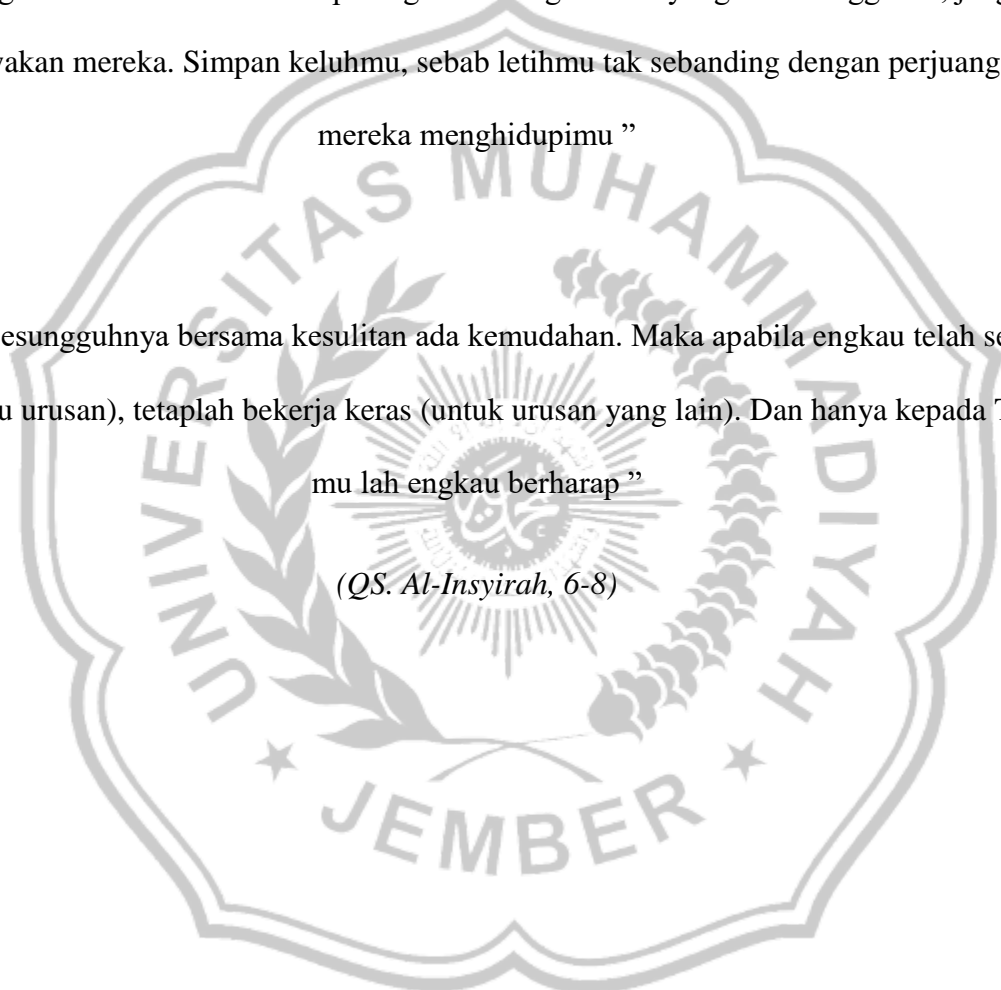 yakan mereka. Simpan keluhmu, sebab letihmu tak sebanding dengan perjuang
mereka menghidupimu ”
esungguhnya bersama kesulitan ada kemudahan. Maka apabila engkau telah se
u urusan), tetaplah bekerja keras (untuk urusan yang lain). Dan hanya kepada T
mu lah engkau berharap ”
(QS. Al-Insyirah, 6-8)
UNIVERSITAS MUHAMMADIYAH
JEMBER